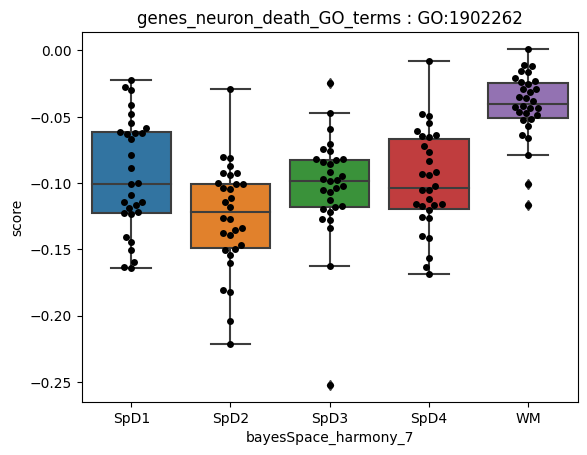 genes_neuron_death_GO_terms : GO:1902262
0.00
−0.05
−0.10
−0.15
−0.20
−0.25
score
SpD1 SpD2 SpD3 SpD4 WM
bayesSpace_harmony_7